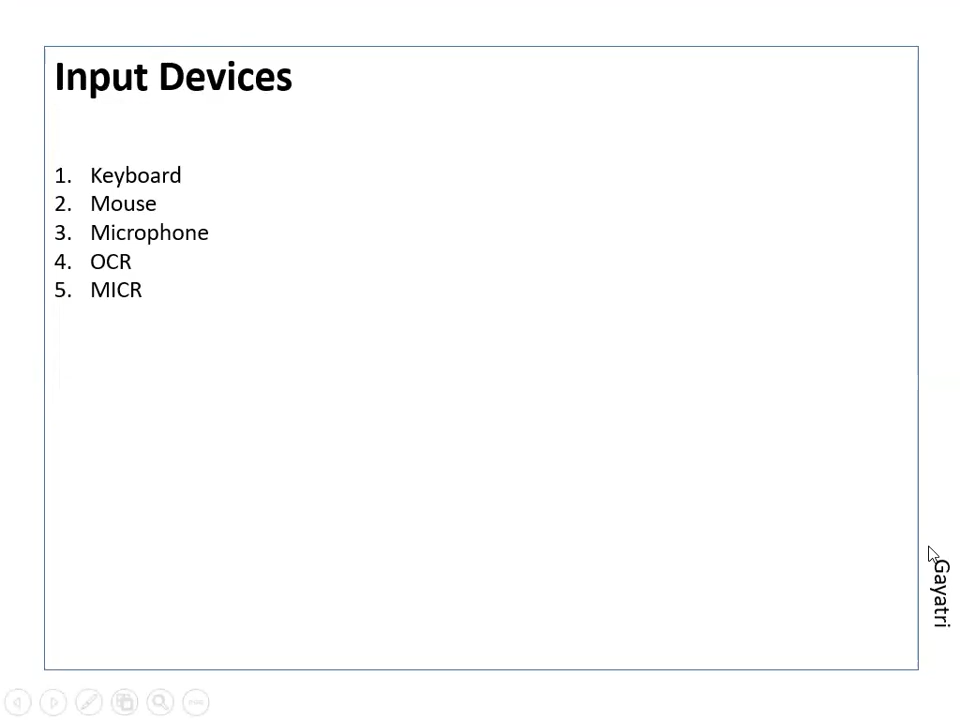 Input Devices
1. Keyboard
2. Mouse
3. Microphone
4. OCR
5. MICR
Gayatri